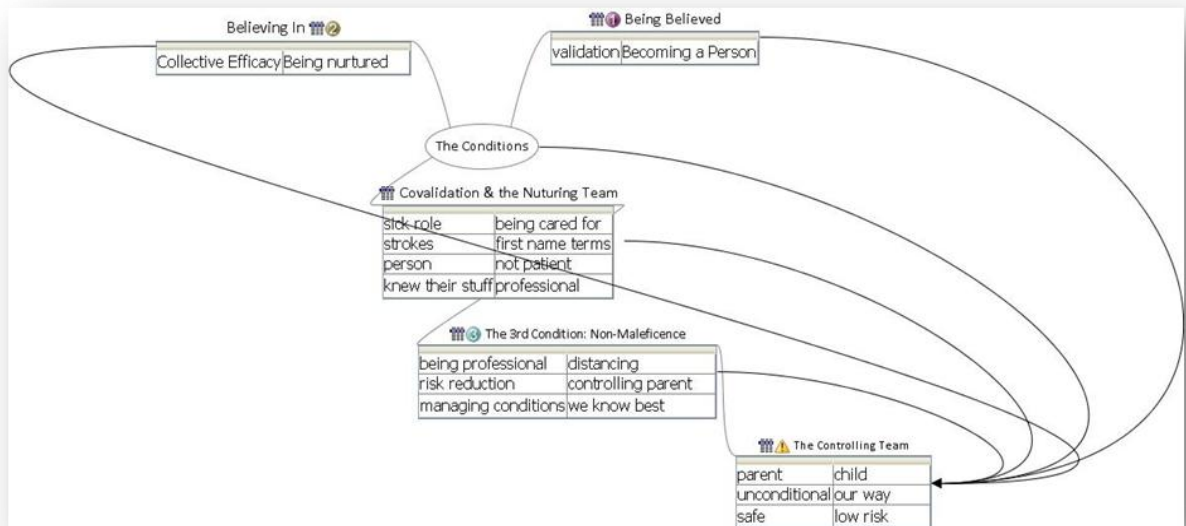 Believing In 2
Collective Efficacy Being nurtured
1 Being Believed
validation Becoming a Person
The Conditions
Covalidation & the Nuturing Team
sick role being cared for
strokes first name terms
person not patient
knew their stuff professional
3 The 3rd Condition: Non-Maleficence
being professional distancing
risk reduction controlling parent
managing conditions we know best
The Controlling Team
parent child
unconditional our way
safe low risk